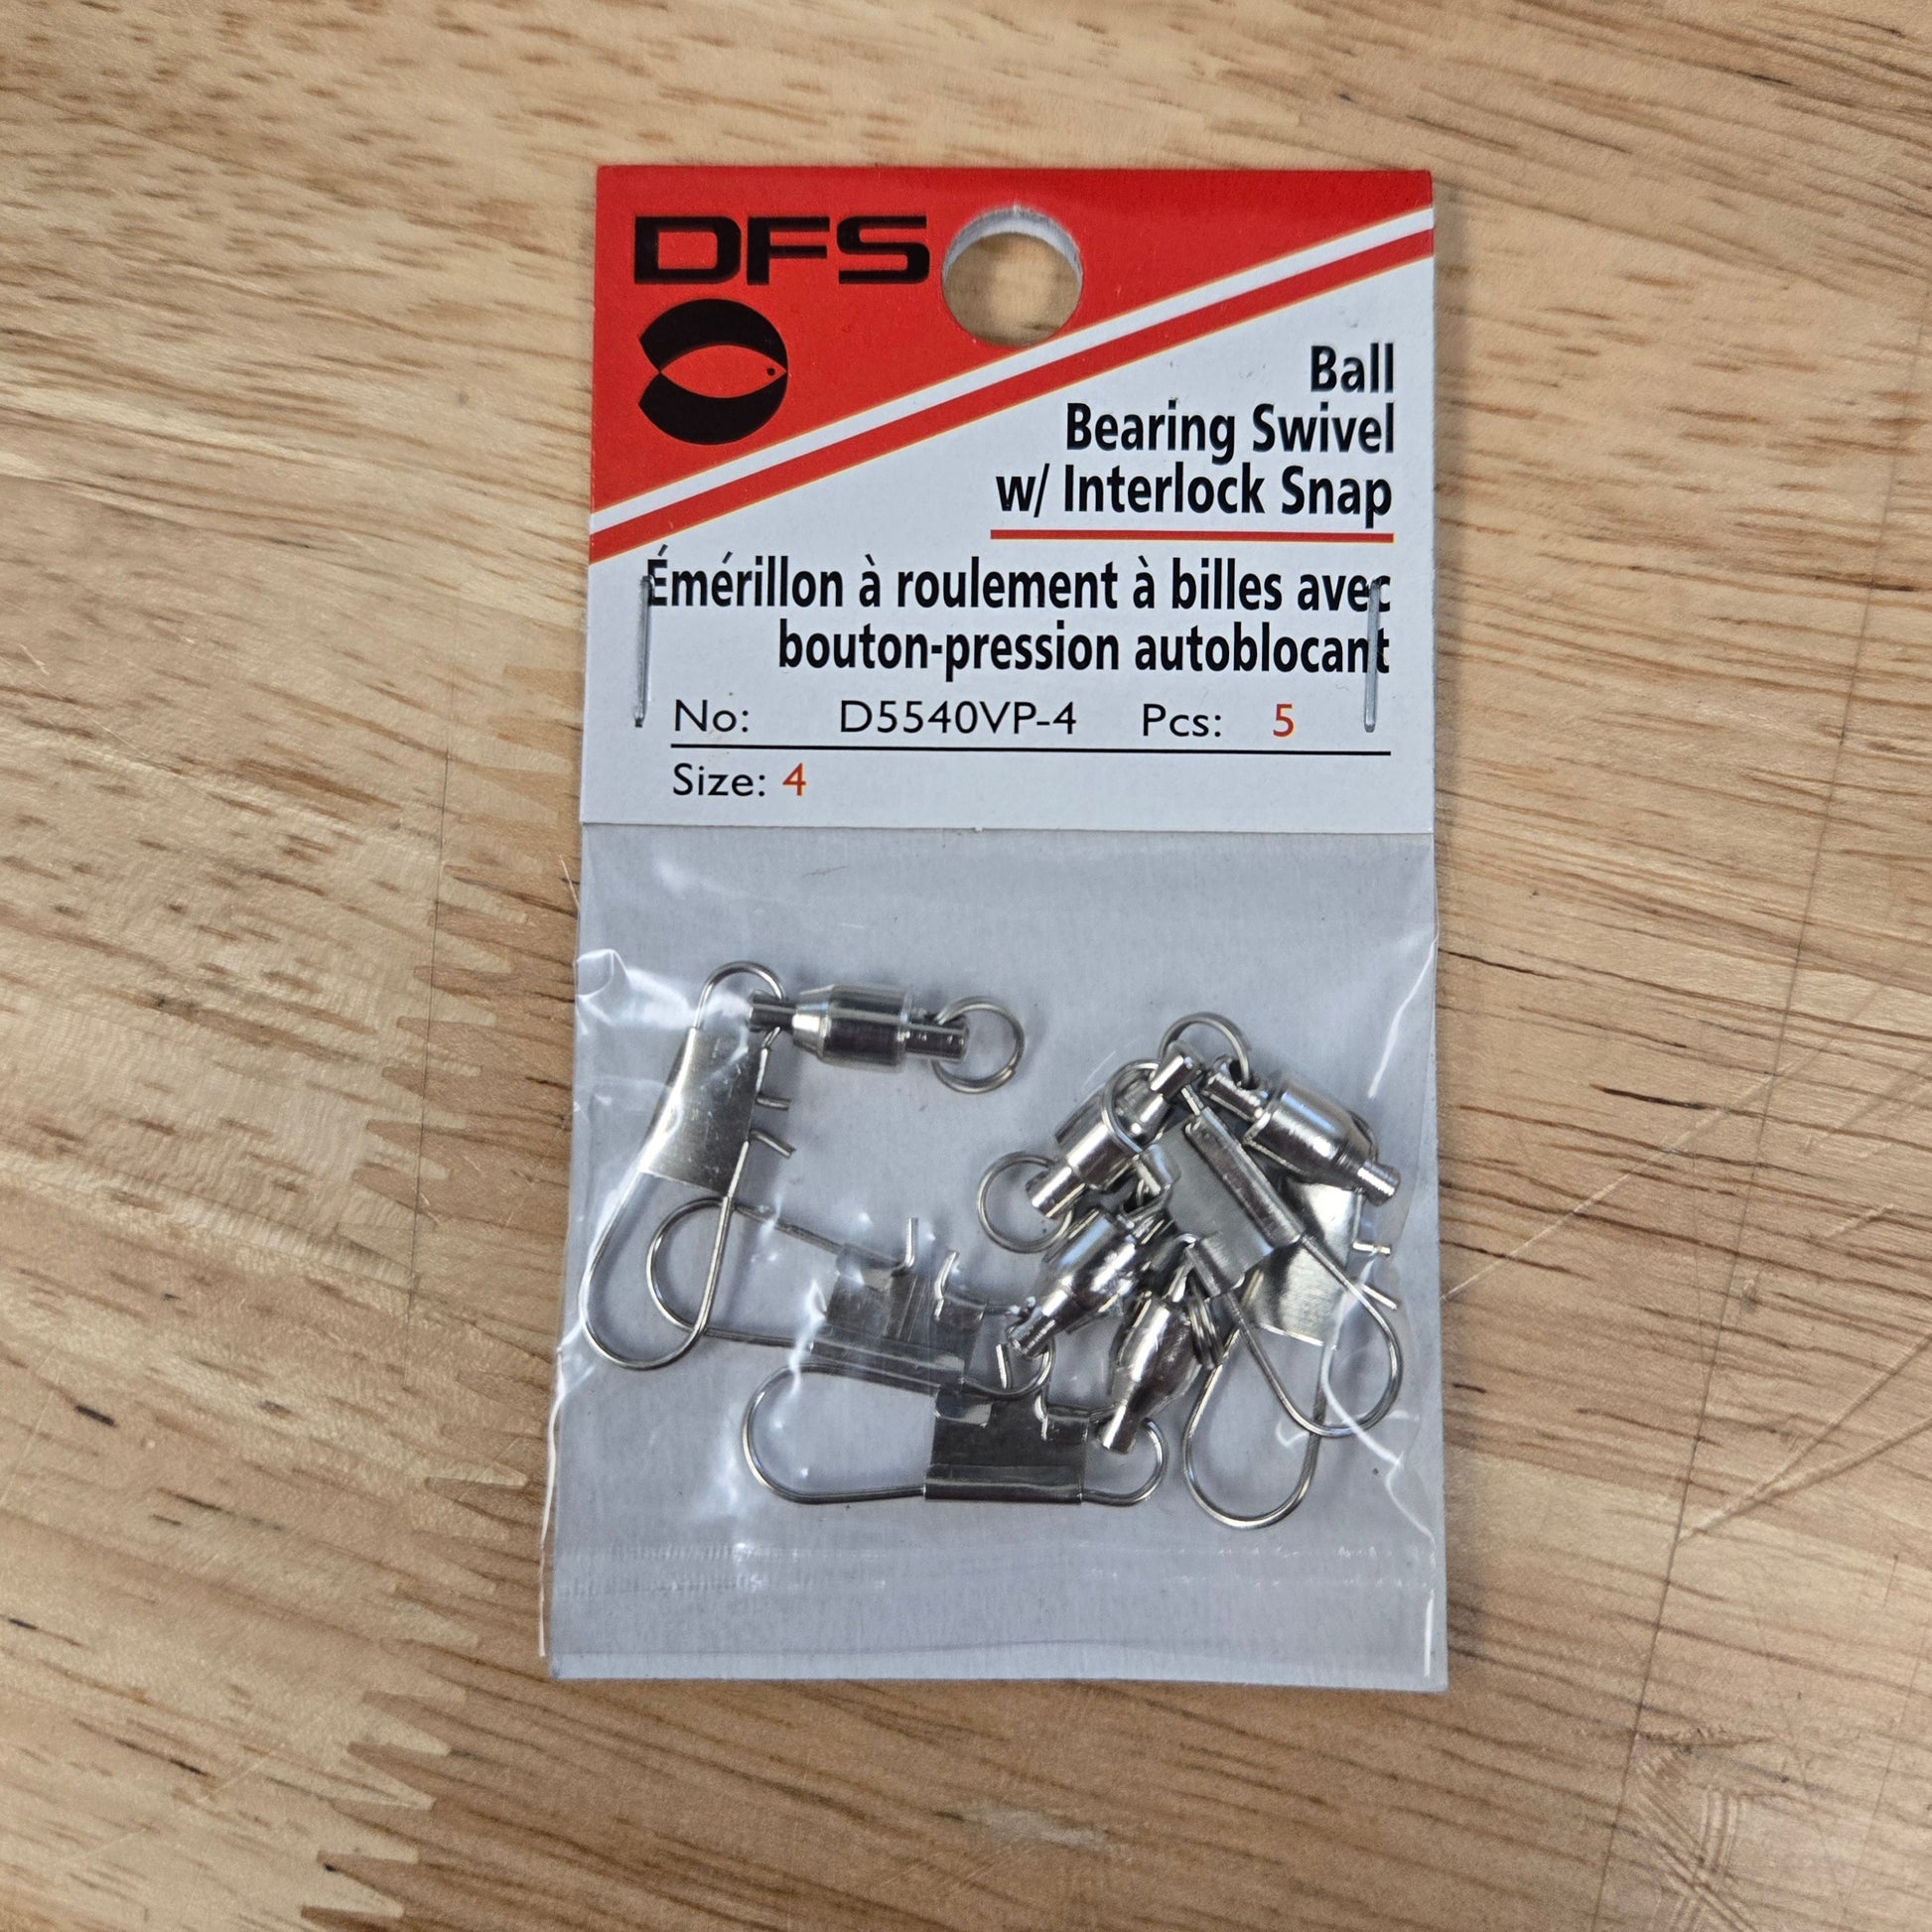 DFS
Ball
Bearing Swivel
w/ Interlock Snap
Émérillon à roulement à billes avec
bouton-pression autoblocant
No: D5540VP-4 Pcs: 5
Size: 4